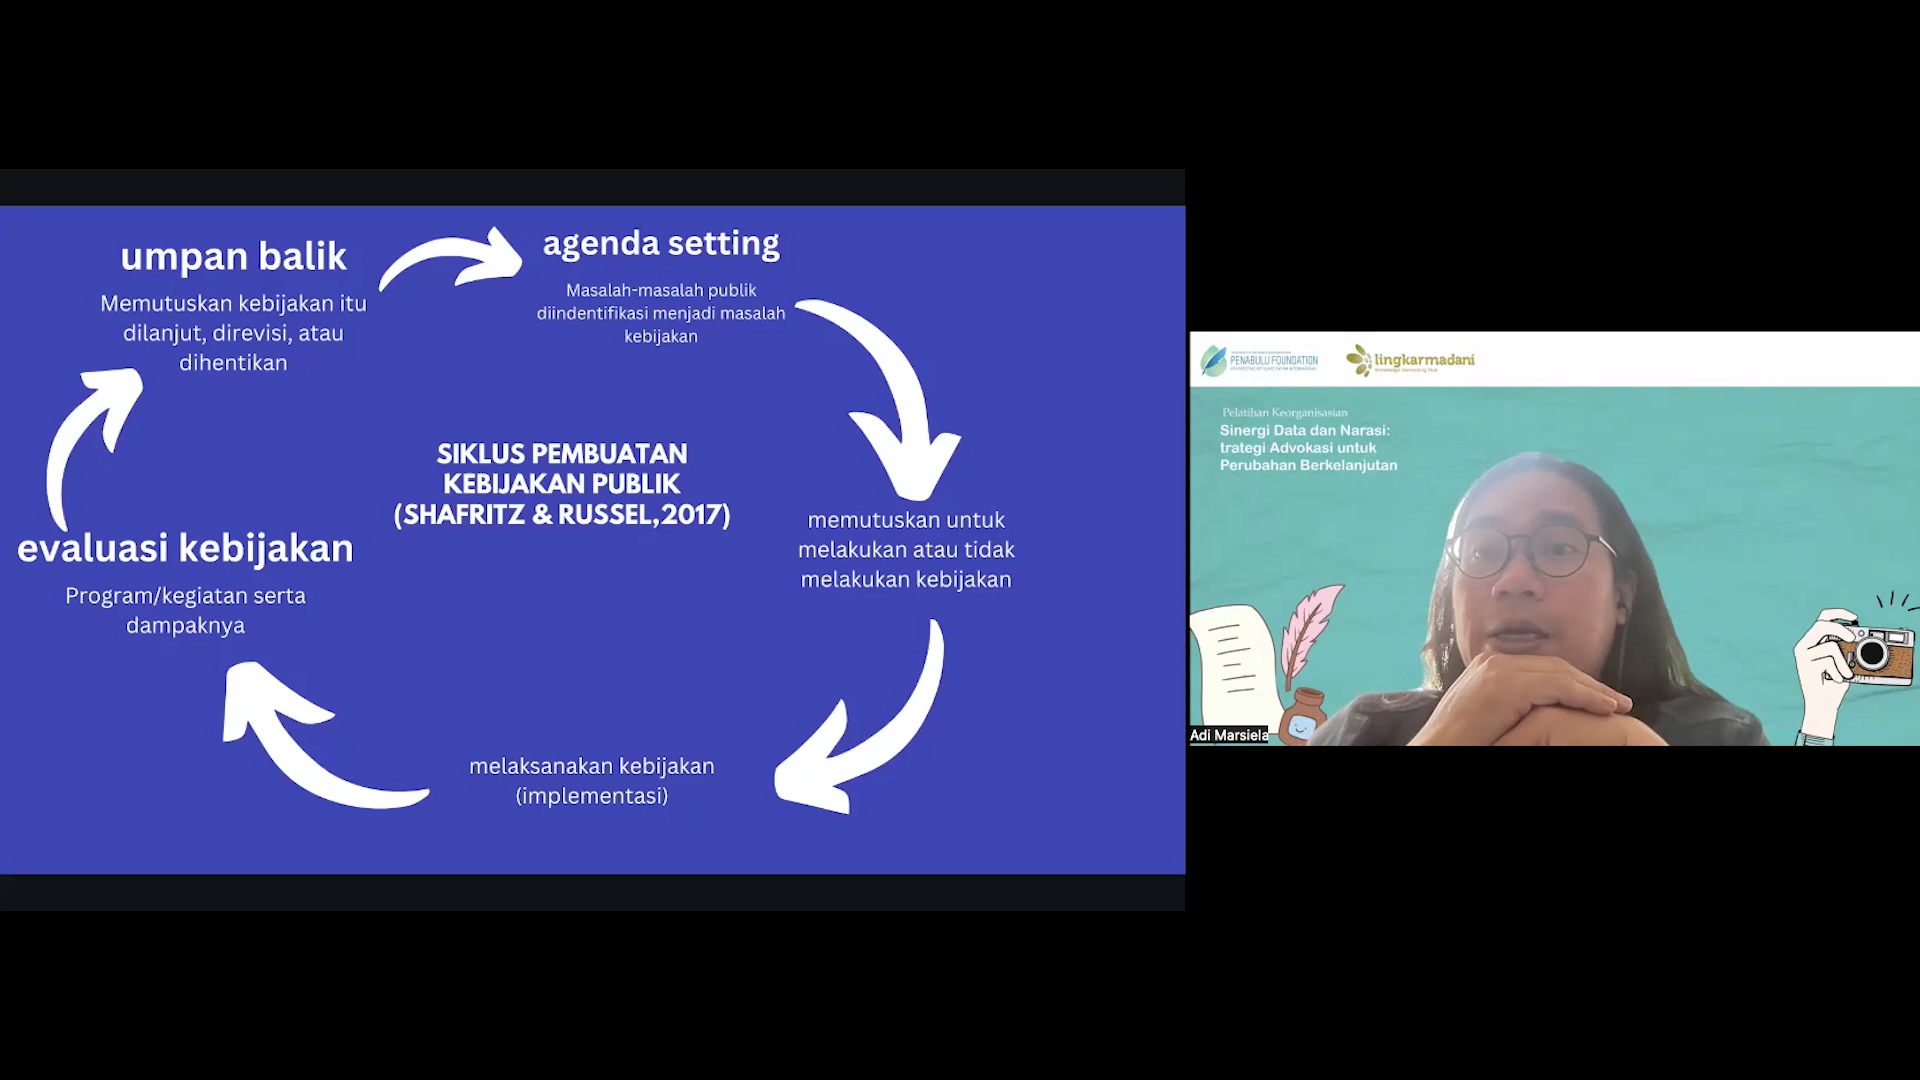 umpan balik
Memutuskan kebijakan itu
dilanjut, direvisi, atau
dihentikan
agenda setting
Masalah-masalah publik
diindentifikasi menjadi masalah
kebijakan
SIKLUS PEMBUATAN
KEBIJAKAN PUBLIK
(SHAFRITZ & RUSSEL,2017)
memutuskan untuk
melakukan atau tidak
melakukan kebijakan
evaluasi kebijakan
Program/kegiatan serta
dampaknya
melaksanakan kebijakan
(implementasi)
PENABULU FOUNDATION
lingkarmadani
Knowledge Harvesting Hub
Pelatihan Keorganisasian
Sinergi Data dan Narasi:
trategi Advokasi untuk
Perubahan Berkelanjutan
Adi Marsiela